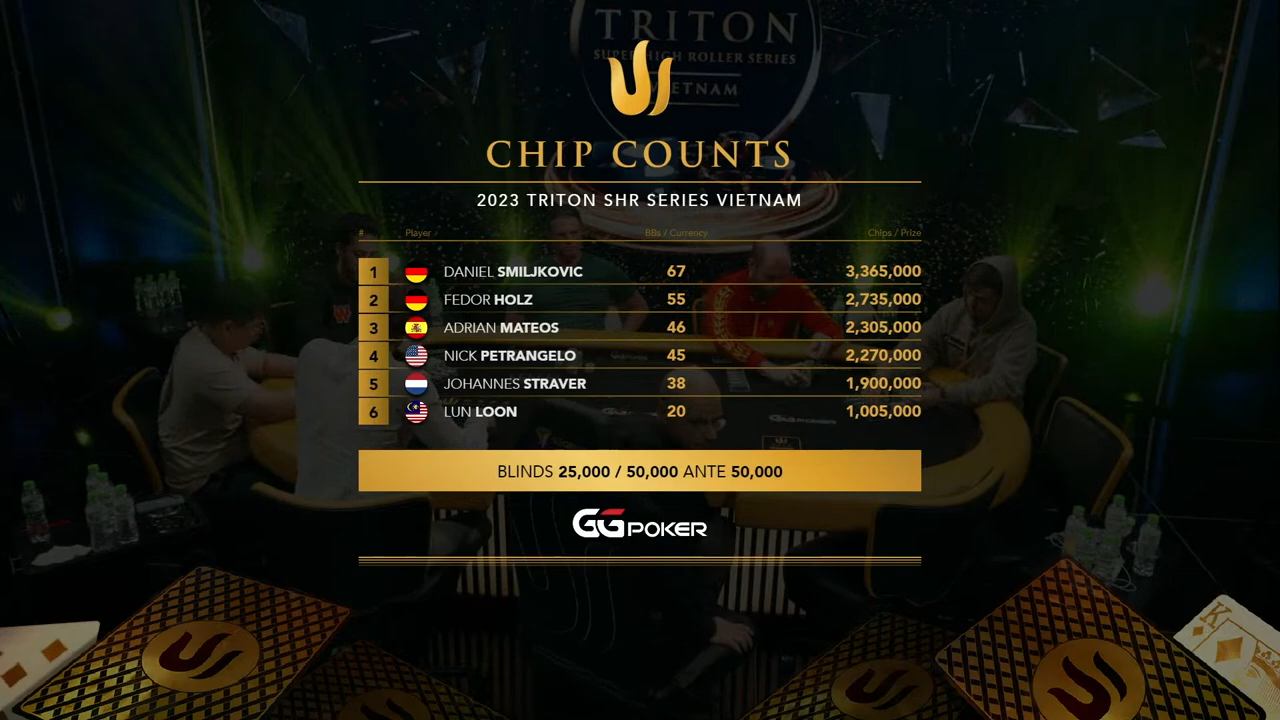 TRITON
SUPER HIGH ROLLER SERIES
VIETNAM
CHIP COUNTS
2023 TRITON SHR SERIES VIETNAM
# Player BBs / Currency Chips / Prize
1 DANIEL SMILJKOVIC 67 3,365,000
2 FEDOR HOLZ 55 2,735,000
3 ADRIAN MATEOS 46 2,305,000
4 NICK PETRANGELO 45 2,270,000
5 JOHANNES STRAVER 38 1,900,000
6 LUN LOON 20 1,005,000
BLINDS 25,000 / 50,000 ANTE 50,000
GGPOKER
K